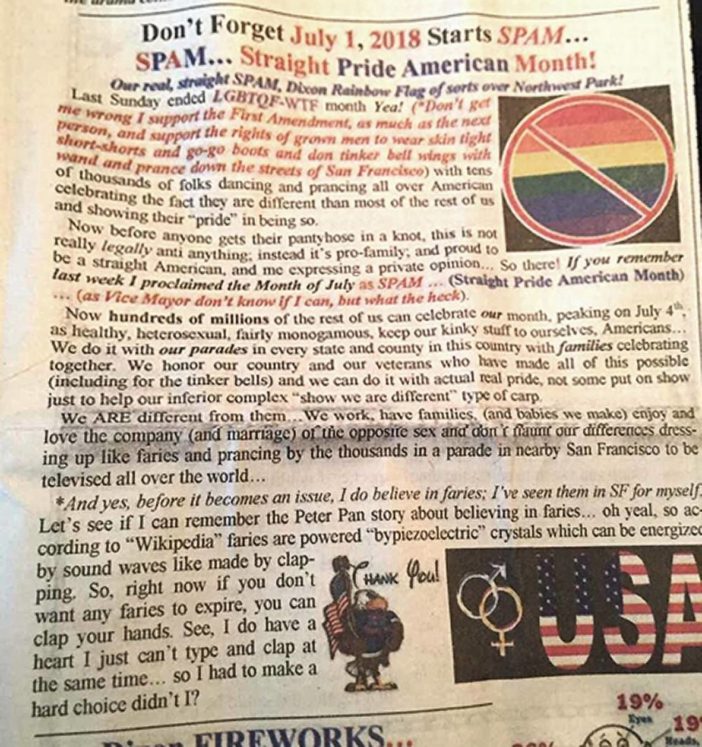 Don't Forget July 1, 2018 Starts SPAM...
SPAM... Straight Pride American Month!
Our real, straight SPAM, Dixon Rainbow Flag of sorts over Northwest Park!
Last Sunday ended LGBTQF-WTF month Yea! (*Don't get
me wrong I support the First Amendment, as much as the next
person, and support the rights of grown men to wear skin tight
short-shorts and go-go boots and don tinker bell wings with
wand and prance down the streets of San Francisco) with tens
of thousands of folks dancing and prancing all over American
celebrating the fact they are different than most of the rest of us
and showing their "pride" in being so.
Now before anyone gets their pantyhose in a knot, this is not
really legally anti anything; instead it's pro-family; and proud to
be a straight American, and me expressing a private opinion... So there! If you remember
last week I proclaimed the Month of July as SPAM ... (Straight Pride American Month)
... (as Vice Mayor don't know if I can, but what the heck).
Now hundreds of millions of the rest of us can celebrate our month, peaking on July 4th,
as healthy, heterosexual, fairly monogamous, keep our kinky stuff to ourselves, Americans...
We do it with our parades in every state and county in this country with families celebrating
together. We honor our country and our veterans who have made all of this possible
(including for the tinker bells) and we can do it with actual real pride, not some put on show
just to help our inferior complex "show we are different" type of carp.
We ARE different from them...We work, have families, (and babies we make) enjoy and
love the company (and marriage) of the opposite sex and don't flaunt our differences dress-
ing up like faries and prancing by the thousands in a parade in nearby San Francisco to be
televised all over the world...
*And yes, before it becomes an issue, I do believe in faries; I've seen them in SF for myself.
Let's see if I can remember the Peter Pan story about believing in faries... oh yeal, so ac-
cording to "Wikipedia" faries are powered "bypiezoelectric" crystals which can be energized
by sound waves like made by clap-
ping. So, right now if you don't
want any faries to expire, you can
clap your hands. See, I do have a
heart I just can't type and clap at
the same time... so I had to make a
hard choice didn't I?
THANK You!
USA
19%
Eyes
19
Heads,
Dixon FIREWORKS...